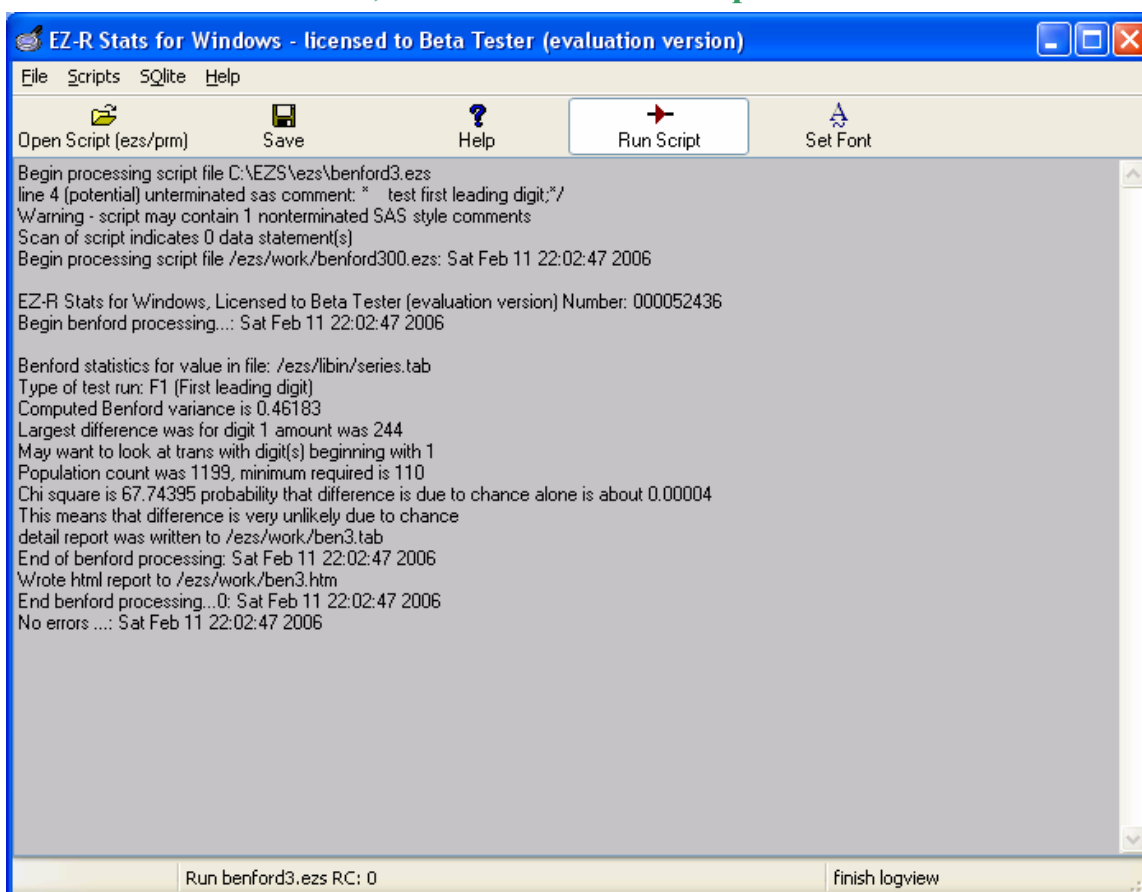 EZ-R Stats for Windows - licensed to Beta Tester (evaluation version)
File Scripts SQlite Help
Open Script (ezs/prm) Save Help Run Script Set Font
Begin processing script file C:\EZS\ezs\benford3.ezs
line 4 (potential) unterminated sas comment: * test first leading digit;*/
Warning - script may contain 1 nonterminated SAS style comments
Scan of script indicates 0 data statement(s)
Begin processing script file /ezs/work/benford300.ezs: Sat Feb 11 22:02:47 2006
EZ-R Stats for Windows, Licensed to Beta Tester (evaluation version) Number: 000052436
Begin benford processing...: Sat Feb 11 22:02:47 2006
Benford statistics for value in file: /ezs/libin/series.tab
Type of test run: F1 (First leading digit)
Computed Benford variance is 0.46183
Largest difference was for digit 1 amount was 244
May want to look at trans with digit(s) beginning with 1
Population count was 1199, minimum required is 110
Chi square is 67.74395 probability that difference is due to chance alone is about 0.00004
This means that difference is very unlikely due to chance
detail report was written to /ezs/work/ben3.tab
End of benford processing: Sat Feb 11 22:02:47 2006
Wrote html report to /ezs/work/ben3.htm
End benford processing...0: Sat Feb 11 22:02:47 2006
No errors ...: Sat Feb 11 22:02:47 2006
Run benford3.ezs RC: 0 finish logview